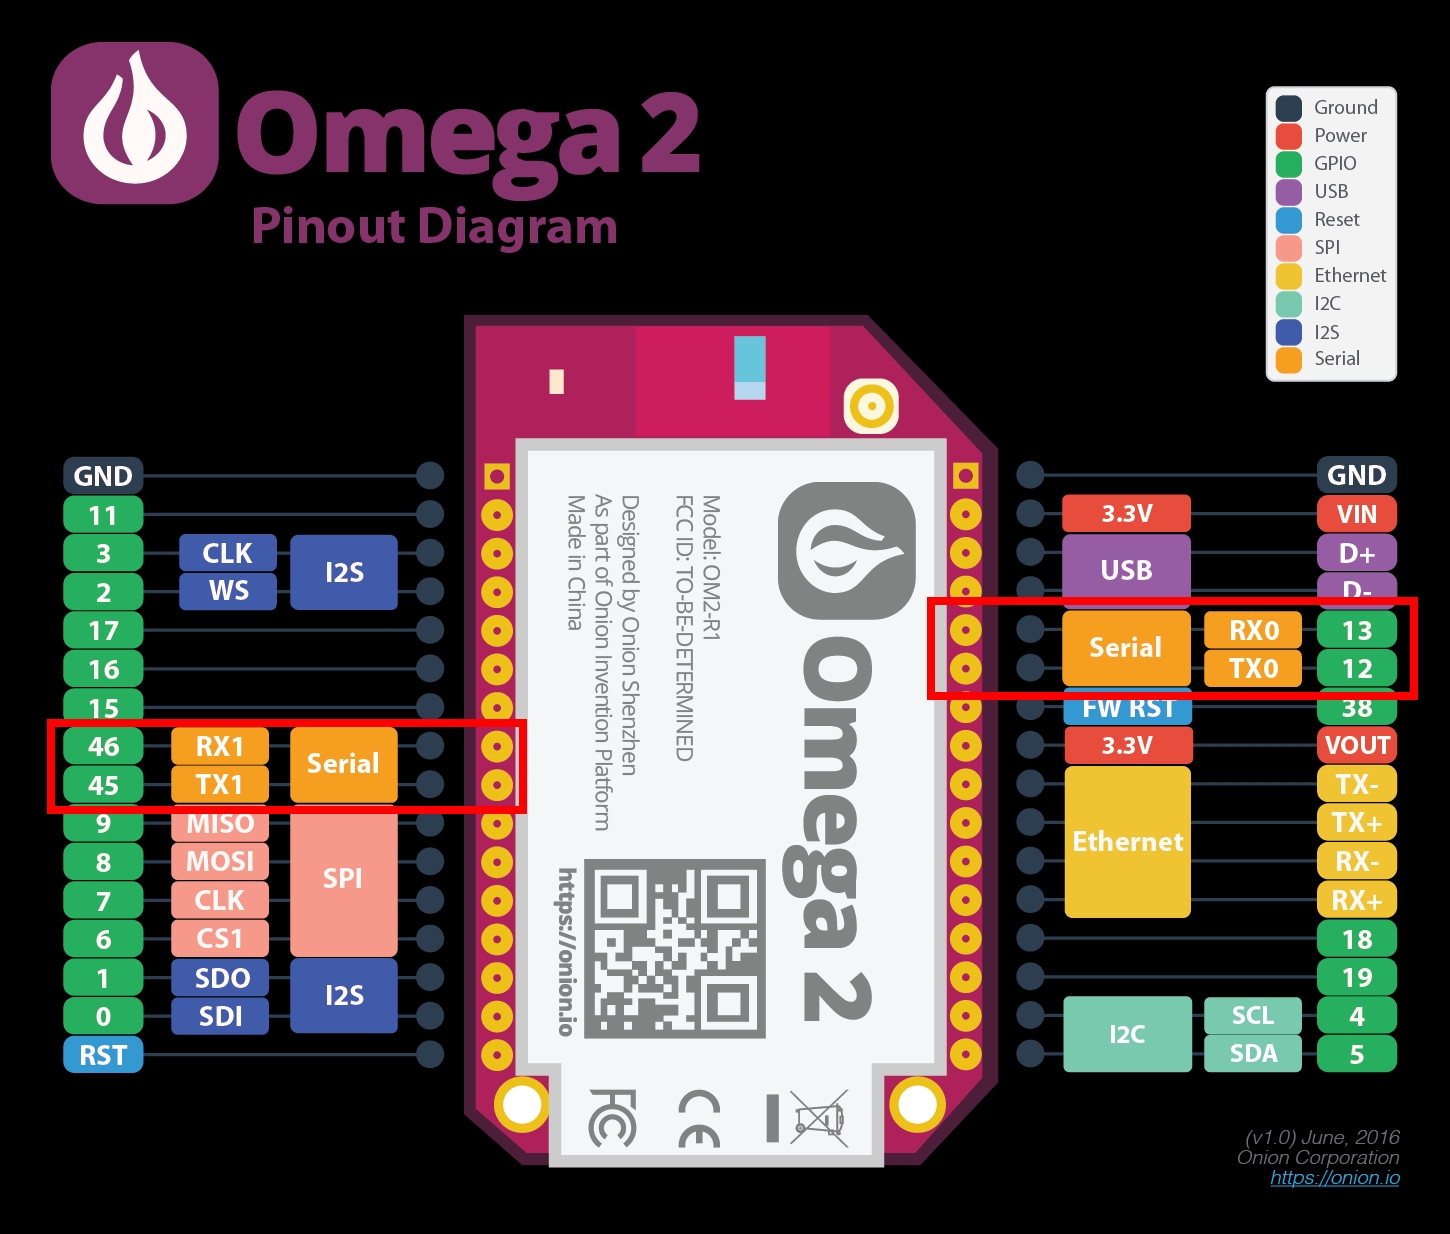 Omega 2
Pinout Diagram
Ground
Power
GPIO
USB
Reset
SPI
Ethernet
I2C
I2S
Serial
GND
11
3 CLK I2S
2 WS
17
16
15
46 RX1 Serial
45 TX1
9 MISO SPI
8 MOSI
7 CLK
6 CS1
1 SDO I2S
0 SDI
RST
Model: OM2-R1
FCC ID: TO-BE-DETERMINED
Designed by Onion Shenzhen
As part of Onion Invention Platform
Made in China
Omega 2
https://onion.io
FC
CE
GND
3.3V VIN
USB D+
D-
Serial RX0 13
TX0 12
FW RST 38
3.3V VOUT
Ethernet TX-
TX+
RX-
RX+
18
19
I2C SCL 4
SDA 5
(v1.0) June, 2016
Onion Corporation
https://onion.io